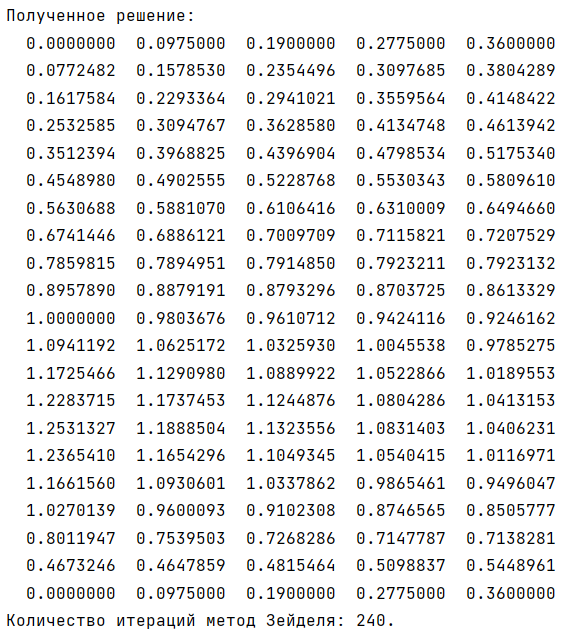 Полученное решение:
0.0000000 0.0975000 0.1900000 0.2775000 0.3600000
0.0772482 0.1578530 0.2354496 0.3097685 0.3804289
0.1617584 0.2293364 0.2941021 0.3559564 0.4148422
0.2532585 0.3094767 0.3628580 0.4134748 0.4613942
0.3512394 0.3968825 0.4396904 0.4798534 0.5175340
0.4548980 0.4902555 0.5228768 0.5530343 0.5809610
0.5630688 0.5881070 0.6106416 0.6310009 0.6494660
0.6741446 0.6886121 0.7009709 0.7115821 0.7207529
0.7859815 0.7894951 0.7914850 0.7923211 0.7923132
0.8957890 0.8879191 0.8793296 0.8703725 0.8613329
1.0000000 0.9803676 0.9610712 0.9424116 0.9246162
1.0941192 1.0625172 1.0325930 1.0045538 0.9785275
1.1725466 1.1290980 1.0889922 1.0522866 1.0189553
1.2283715 1.1737453 1.1244876 1.0804286 1.0413153
1.2531327 1.1888504 1.1323556 1.0831403 1.0406231
1.2365410 1.1654296 1.1049345 1.0540415 1.0116971
1.1661560 1.0930601 1.0337862 0.9865461 0.9496047
1.0270139 0.9600093 0.9102308 0.8746565 0.8505777
0.8011947 0.7539503 0.7268286 0.7147787 0.7138281
0.4673246 0.4647859 0.4815464 0.5098837 0.5448961
0.0000000 0.0975000 0.1900000 0.2775000 0.3600000
Количество итераций метод Зейделя: 240.